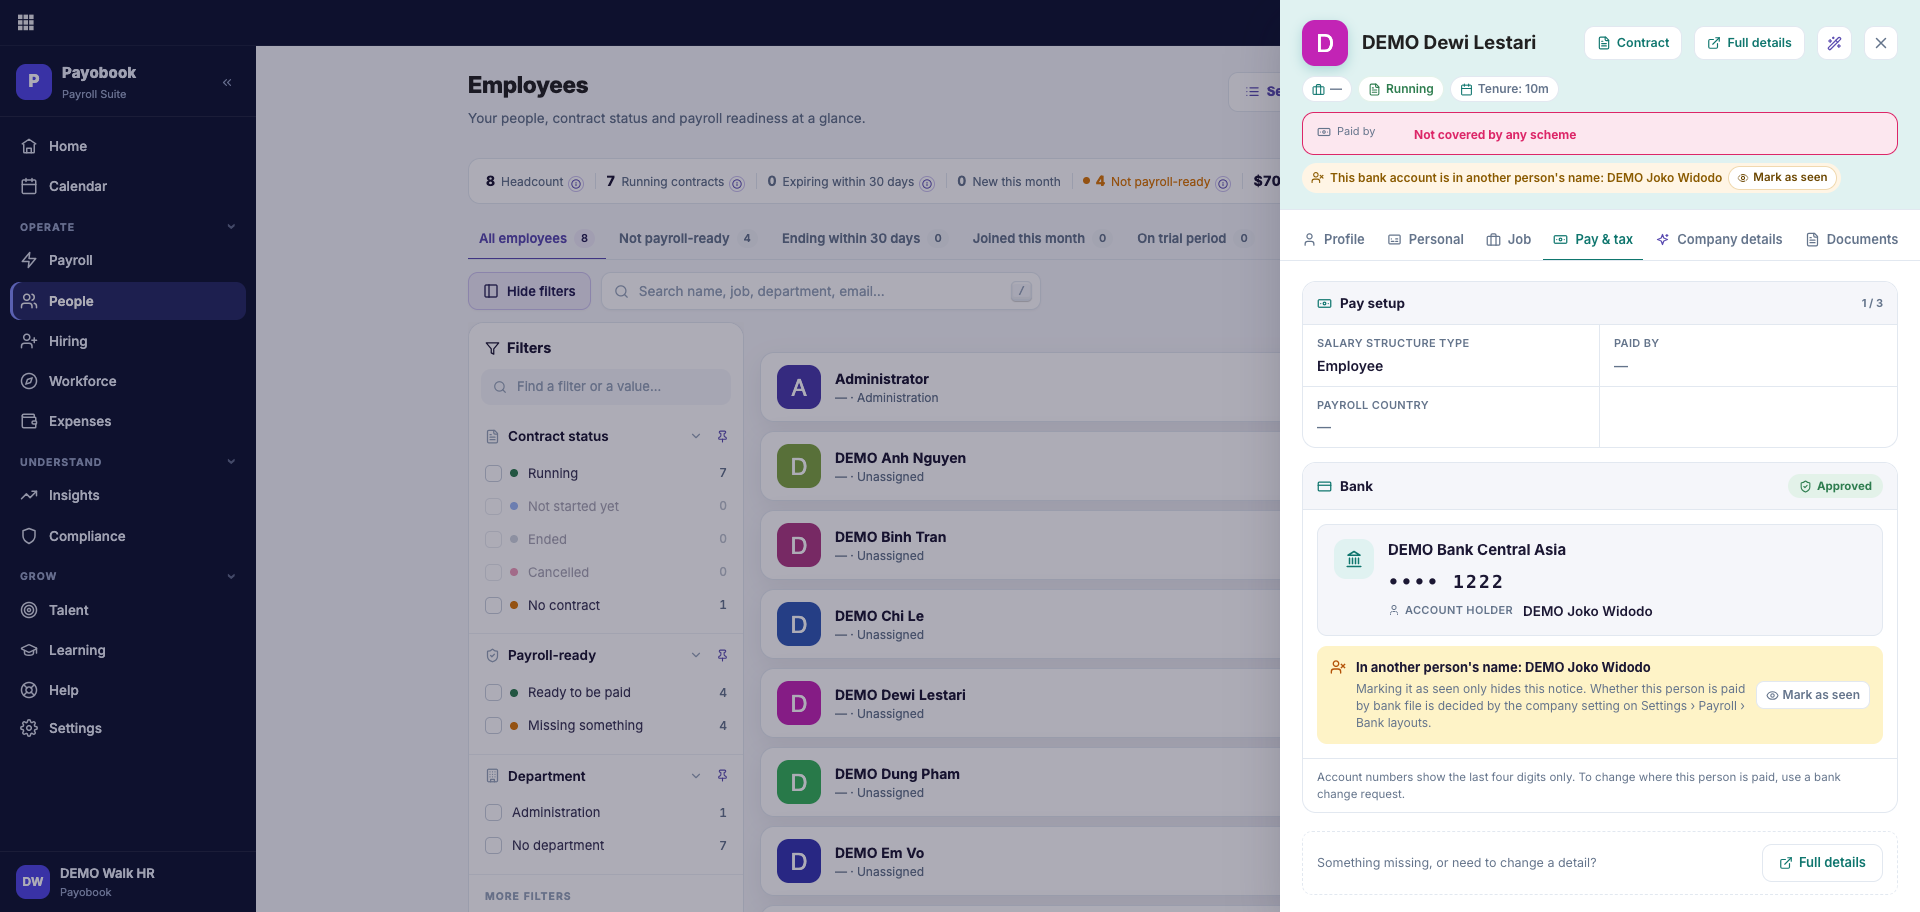 P
Payobook
Payroll Suite
«
Home
Calendar
OPERATE
Payroll
People
Hiring
Workforce
Expenses
UNDERSTAND
Insights
Compliance
GROW
Talent
Learning
Help
Settings
DW
DEMO Walk HR
Payobook
Employees
Your people, contract status and payroll readiness at a glance.
Se
8 Headcount
7 Running contracts
0 Expiring within 30 days
0 New this month
4 Not payroll-ready
$70
All employees 8
Not payroll-ready 4
Ending within 30 days 0
Joined this month 0
On trial period 0
Hide filters
Search name, job, department, email...
/
Filters
Find a filter or a value...
Contract status
Running 7
Not started yet 0
Ended 0
Cancelled 0
No contract 1
Payroll-ready
Ready to be paid 4
Missing something 4
Department
Administration 1
No department 7
MORE FILTERS
A
Administrator
— · Administration
D
DEMO Anh Nguyen
— · Unassigned
D
DEMO Binh Tran
— · Unassigned
D
DEMO Chi Le
— · Unassigned
D
DEMO Dewi Lestari
— · Unassigned
D
DEMO Dung Pham
— · Unassigned
D
DEMO Em Vo
— · Unassigned
D
DEMO Dewi Lestari
Contract
Full details
—
Running
Tenure: 10m
Paid by
Not covered by any scheme
This bank account is in another person's name: DEMO Joko Widodo
Mark as seen
Profile
Personal
Job
Pay & tax
Company details
Documents
Pay setup
1 / 3
SALARY STRUCTURE TYPE
Employee
PAID BY
—
PAYROLL COUNTRY
—
Bank
Approved
DEMO Bank Central Asia
•••• 1222
ACCOUNT HOLDER DEMO Joko Widodo
In another person's name: DEMO Joko Widodo
Marking it as seen only hides this notice. Whether this person is paid
by bank file is decided by the company setting on Settings › Payroll ›
Bank layouts.
Mark as seen
Account numbers show the last four digits only. To change where this person is paid, use a bank
change request.
Something missing, or need to change a detail?
Full details